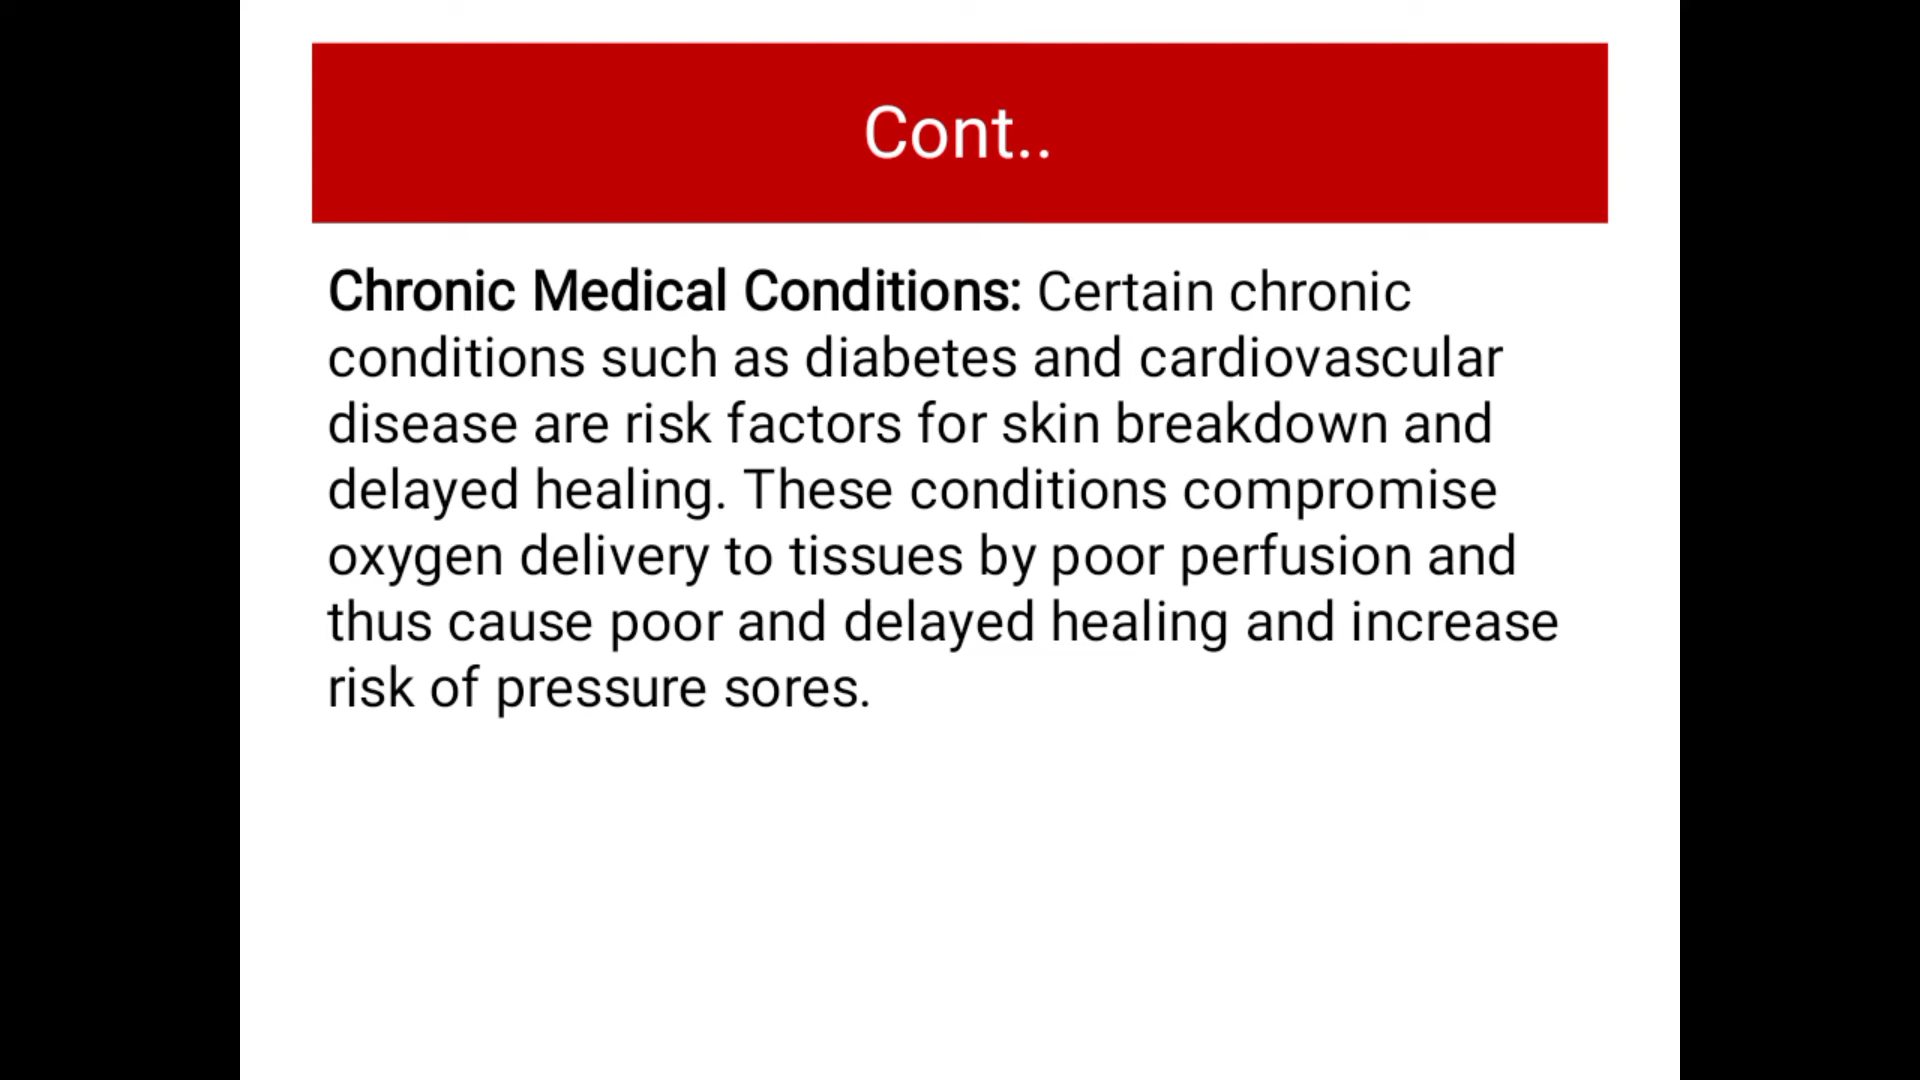 Cont..
Chronic Medical Conditions: Certain chronic
conditions such as diabetes and cardiovascular
disease are risk factors for skin breakdown and
delayed healing. These conditions compromise
oxygen delivery to tissues by poor perfusion and
thus cause poor and delayed healing and increase
risk of pressure sores.